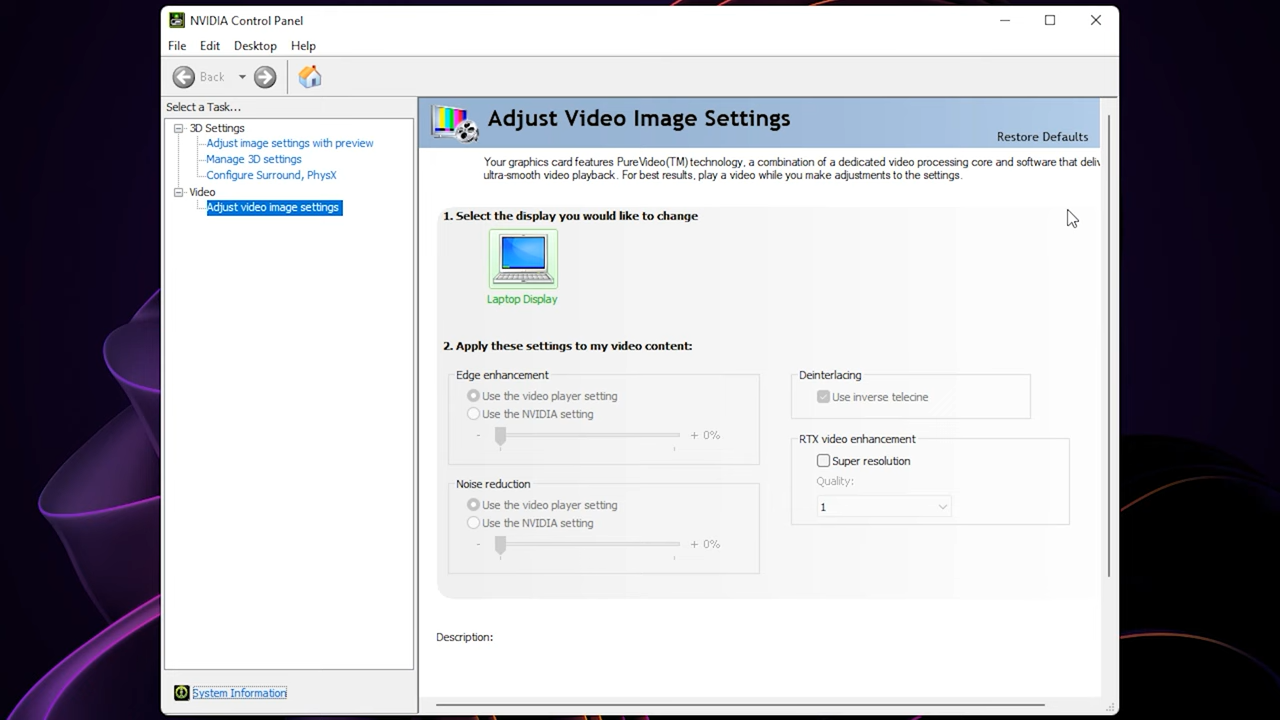 NVIDIA Control Panel
File Edit Desktop Help
Back
Select a Task...
3D Settings
Adjust image settings with preview
Manage 3D settings
Configure Surround, PhysX
Video
Adjust video image settings
System Information
Adjust Video Image Settings
Restore Defaults
Your graphics card features PureVideo(TM) technology, a combination of a dedicated video processing core and software that deliv
ultra-smooth video playback. For best results, play a video while you make adjustments to the settings.
1. Select the display you would like to change
Laptop Display
2. Apply these settings to my video content:
Edge enhancement
Use the video player setting
Use the NVIDIA setting
- + 0%
Noise reduction
Use the video player setting
Use the NVIDIA setting
- + 0%
Deinterlacing
Use inverse telecine
RTX video enhancement
Super resolution
Quality:
1
Description: